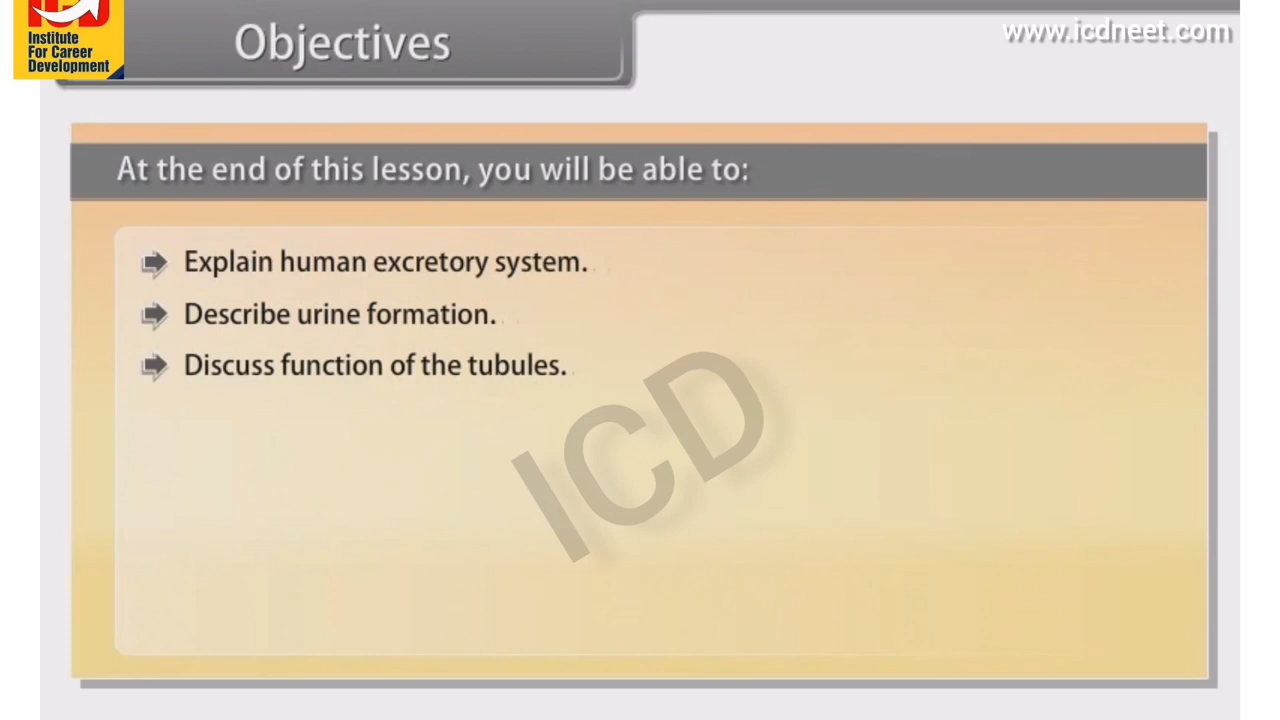 ICD
Institute
For Career
Development
Objectives
www.icdneet.com
At the end of this lesson, you will be able to:
Explain human excretory system.
Describe urine formation.
Discuss function of the tubules.
ICD